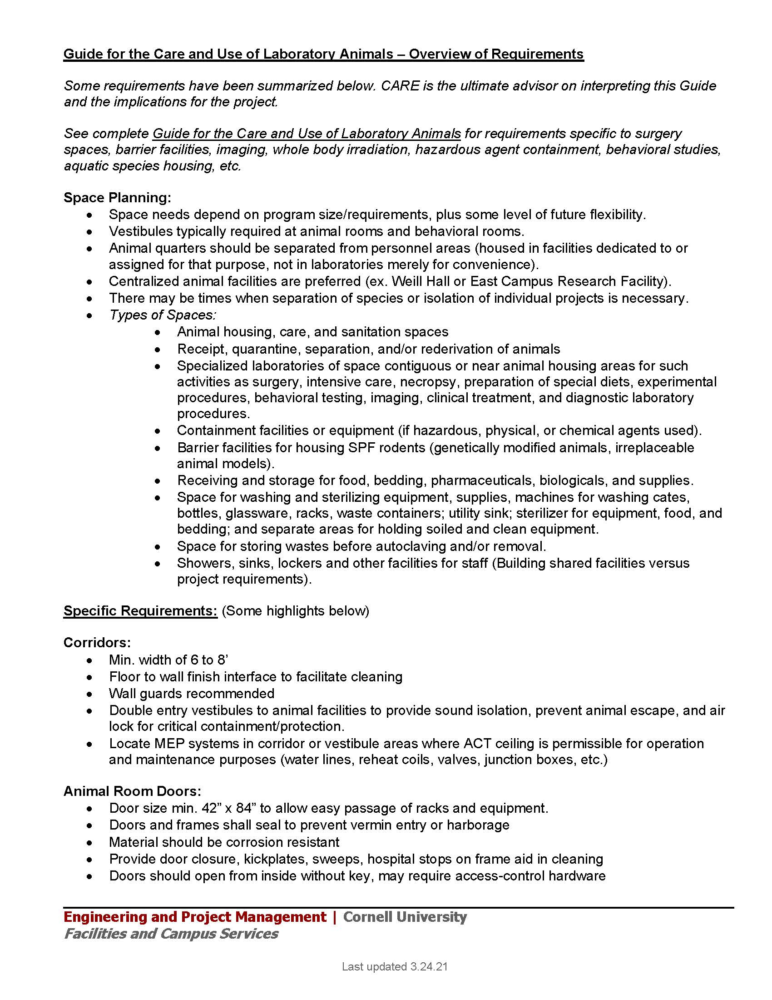 Guide for the Care and Use of Laboratory Animals – Overview of Requirements
Some requirements have been summarized below. CARE is the ultimate advisor on interpreting this Guide
and the implications for the project.
See complete Guide for the Care and Use of Laboratory Animals for requirements specific to surgery
spaces, barrier facilities, imaging, whole body irradiation, hazardous agent containment, behavioral studies,
aquatic species housing, etc.
Space Planning:
• Space needs depend on program size/requirements, plus some level of future flexibility.
• Vestibules typically required at animal rooms and behavioral rooms.
• Animal quarters should be separated from personnel areas (housed in facilities dedicated to or
assigned for that purpose, not in laboratories merely for convenience).
• Centralized animal facilities are preferred (ex. Weill Hall or East Campus Research Facility).
• There may be times when separation of species or isolation of individual projects is necessary.
• Types of Spaces:
• Animal housing, care, and sanitation spaces
• Receipt, quarantine, separation, and/or rederivation of animals
• Specialized laboratories of space contiguous or near animal housing areas for such
activities as surgery, intensive care, necropsy, preparation of special diets, experimental
procedures, behavioral testing, imaging, clinical treatment, and diagnostic laboratory
procedures.
• Containment facilities or equipment (if hazardous, physical, or chemical agents used).
• Barrier facilities for housing SPF rodents (genetically modified animals, irreplaceable
animal models).
• Receiving and storage for food, bedding, pharmaceuticals, biologicals, and supplies.
• Space for washing and sterilizing equipment, supplies, machines for washing cates,
bottles, glassware, racks, waste containers; utility sink; sterilizer for equipment, food, and
bedding; and separate areas for holding soiled and clean equipment.
• Space for storing wastes before autoclaving and/or removal.
• Showers, sinks, lockers and other facilities for staff (Building shared facilities versus
project requirements).
Specific Requirements: (Some highlights below)
Corridors:
• Min. width of 6 to 8’
• Floor to wall finish interface to facilitate cleaning
• Wall guards recommended
• Double entry vestibules to animal facilities to provide sound isolation, prevent animal escape, and air
lock for critical containment/protection.
• Locate MEP systems in corridor or vestibule areas where ACT ceiling is permissible for operation
and maintenance purposes (water lines, reheat coils, valves, junction boxes, etc.)
Animal Room Doors:
• Door size min. 42” x 84” to allow easy passage of racks and equipment.
• Doors and frames shall seal to prevent vermin entry or harborage
• Material should be corrosion resistant
• Provide door closure, kickplates, sweeps, hospital stops on frame aid in cleaning
• Doors should open from inside without key, may require access-control hardware
Engineering and Project Management | Cornell University
Facilities and Campus Services
Last updated 3.24.21